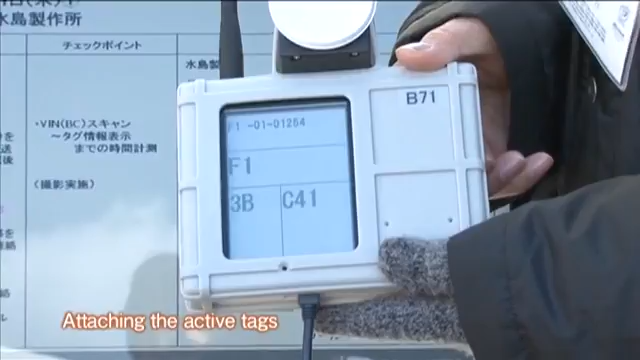 水島製作所
チェックポイント
水島製
・VIN(BC)スキャン
～タグ情報表示
までの時間計測
(撮影実施)
B71
F1 -01-01264
F1
3B C41
Attaching the active tags